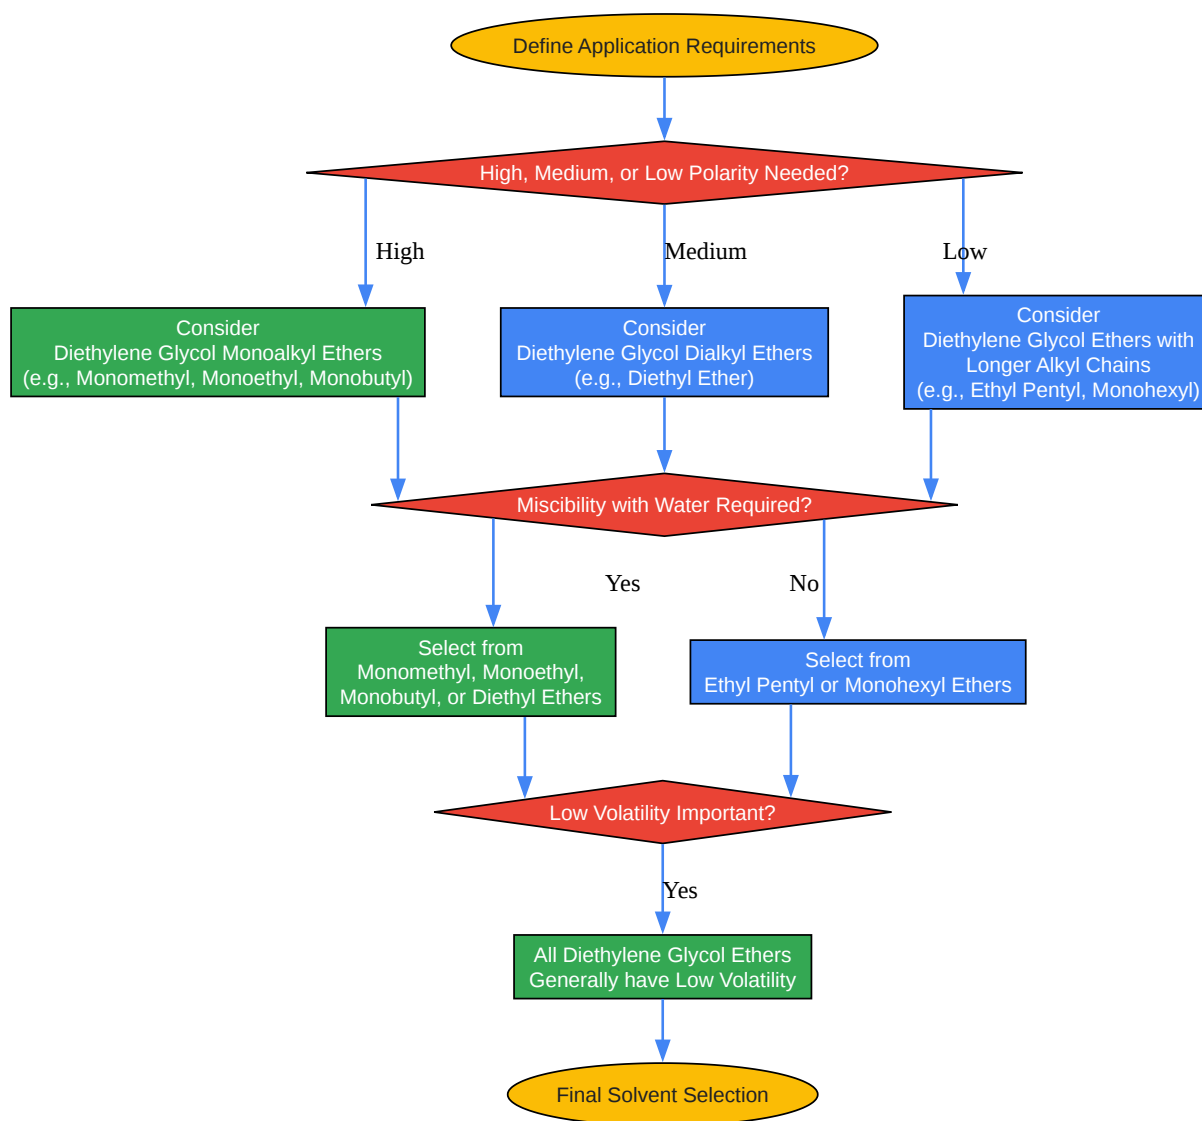 Define Application Requirements
High, Medium, or Low Polarity Needed?
High
Medium
Low
Consider
Diethylene Glycol Monoalkyl Ethers
(e.g., Monomethyl, Monoethyl, Monobutyl)
Consider
Diethylene Glycol Dialkyl Ethers
(e.g., Diethyl Ether)
Consider
Diethylene Glycol Ethers with
Longer Alkyl Chains
(e.g., Ethyl Pentyl, Monohexyl)
Miscibility with Water Required?
Yes
No
Select from
Monomethyl, Monoethyl,
Monobutyl, or Diethyl Ethers
Select from
Ethyl Pentyl or Monohexyl Ethers
Low Volatility Important?
Yes
All Diethylene Glycol Ethers
Generally have Low Volatility
Final Solvent Selection